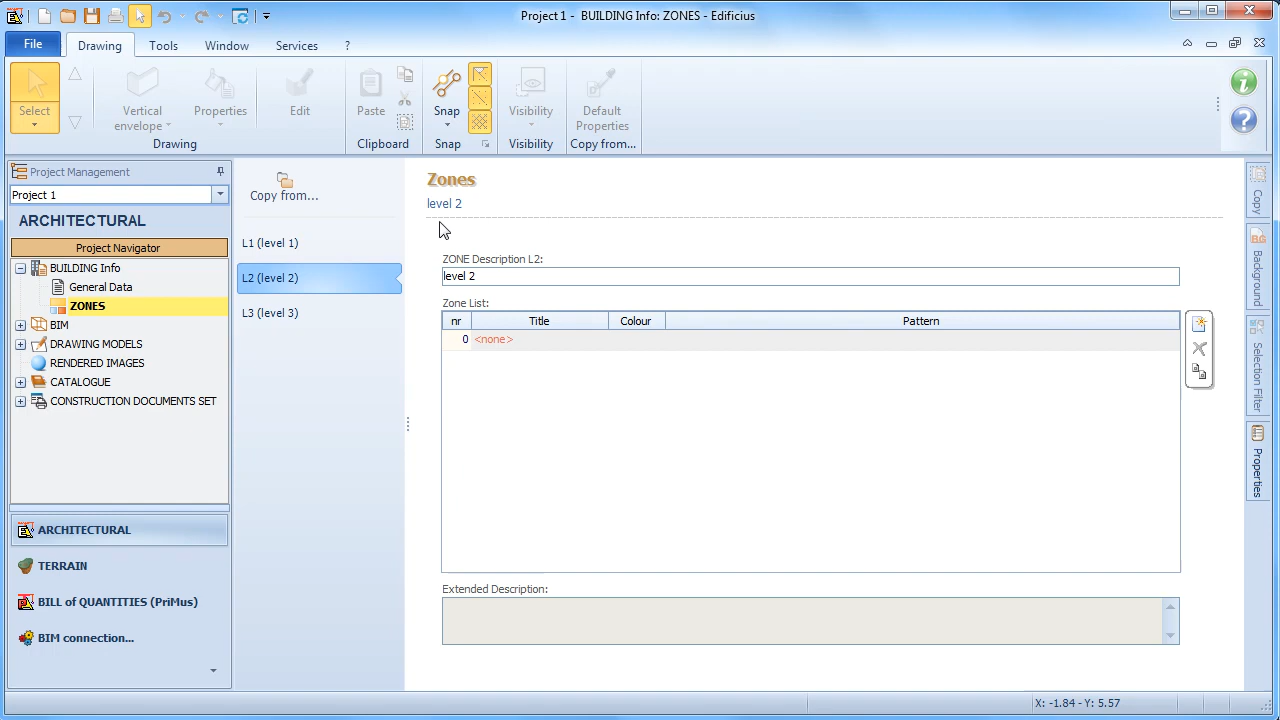 Project 1 -   BUILDING Info: ZONES - Edificius
File
Drawing
Tools
Window
Services
?
Select
Vertical
envelope
Properties
Edit
Paste
Snap
Visibility
Default
Properties
Drawing
Clipboard
Snap
Visibility
Copy from...
Project Management
Project 1
ARCHITECTURAL
Project Navigator
BUILDING Info
General Data
ZONES
BIM
DRAWING MODELS
RENDERED IMAGES
CATALOGUE
CONSTRUCTION DOCUMENTS SET
ARCHITECTURAL
TERRAIN
BILL of QUANTITIES (PriMus)
BIM connection...
Copy from...
L1 (level 1)
L2 (level 2)
L3 (level 3)
Zones
level 2
ZONE Description L2:
level 2
Zone List:
nr Title Colour Pattern
0 <none>
Extended Description:
Copy
Background
Selection Filter
Properties
X: -1.84 - Y: 5.57